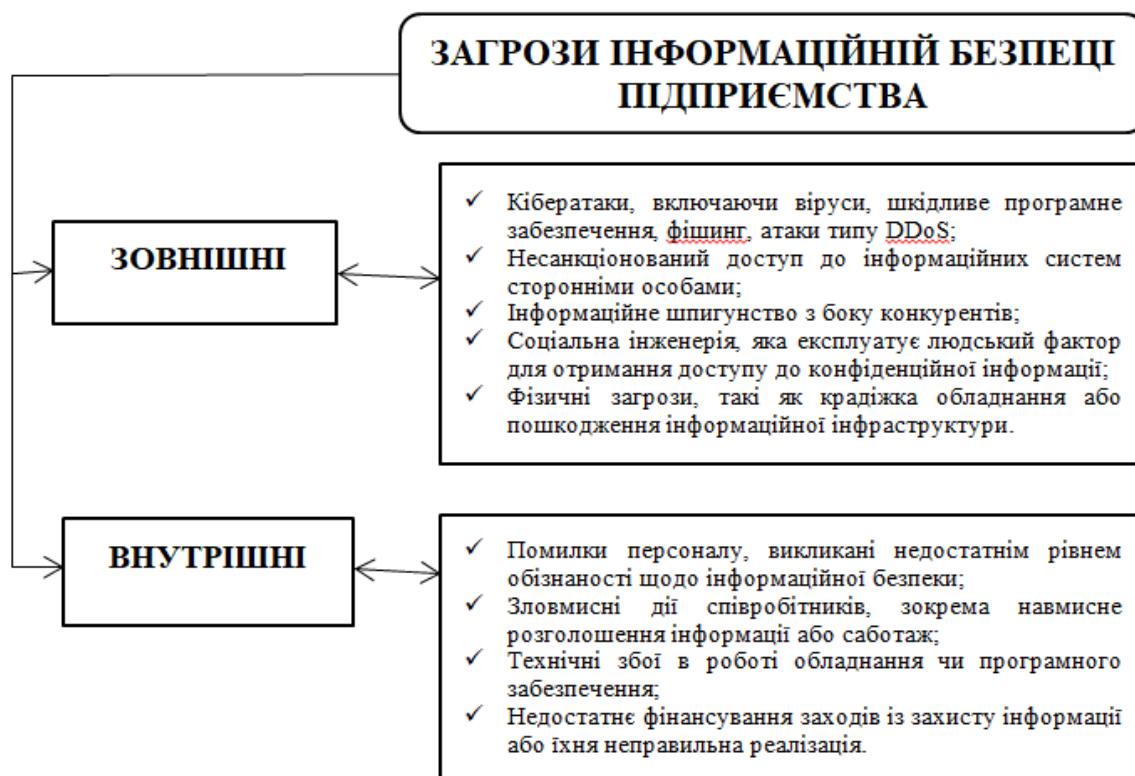 ЗАГРОЗИ ІНФОРМАЦІЙНІЙ БЕЗПЕЦІ
ПІДПРИЄМСТВА
ЗОВНІШНІ
✓ Кібератаки, включаючи віруси, шкідливе програмне
забезпечення, фішинг, атаки типу DDoS;
✓ Несанкціонований доступ до інформаційних систем
сторонніми особами;
✓ Інформаційне шпигунство з боку конкурентів;
✓ Соціальна інженерія, яка експлуатує людський фактор
для отримання доступу до конфіденційної інформації;
✓ Фізичні загрози, такі як крадіжка обладнання або
пошкодження інформаційної інфраструктури.
ВНУТРІШНІ
✓ Помилки персоналу, викликані недостатнім рівнем
обізнаності щодо інформаційної безпеки;
✓ Зловмисні дії співробітників, зокрема навмисне
розголошення інформації або саботаж;
✓ Технічні збої в роботі обладнання чи програмного
забезпечення;
✓ Недостатнє фінансування заходів із захисту інформації
або їхня неправильна реалізація.